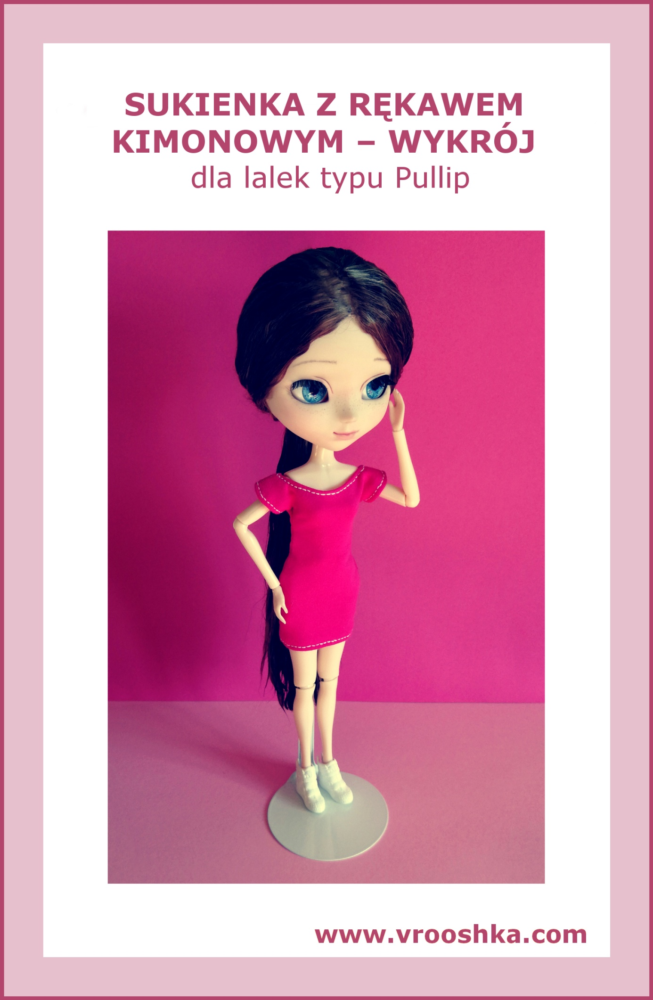 SUKIENKA Z RĘKAWEM
KIMONOWYM – WYKRÓJ
dla lalek typu Pullip
www.vrooshka.com